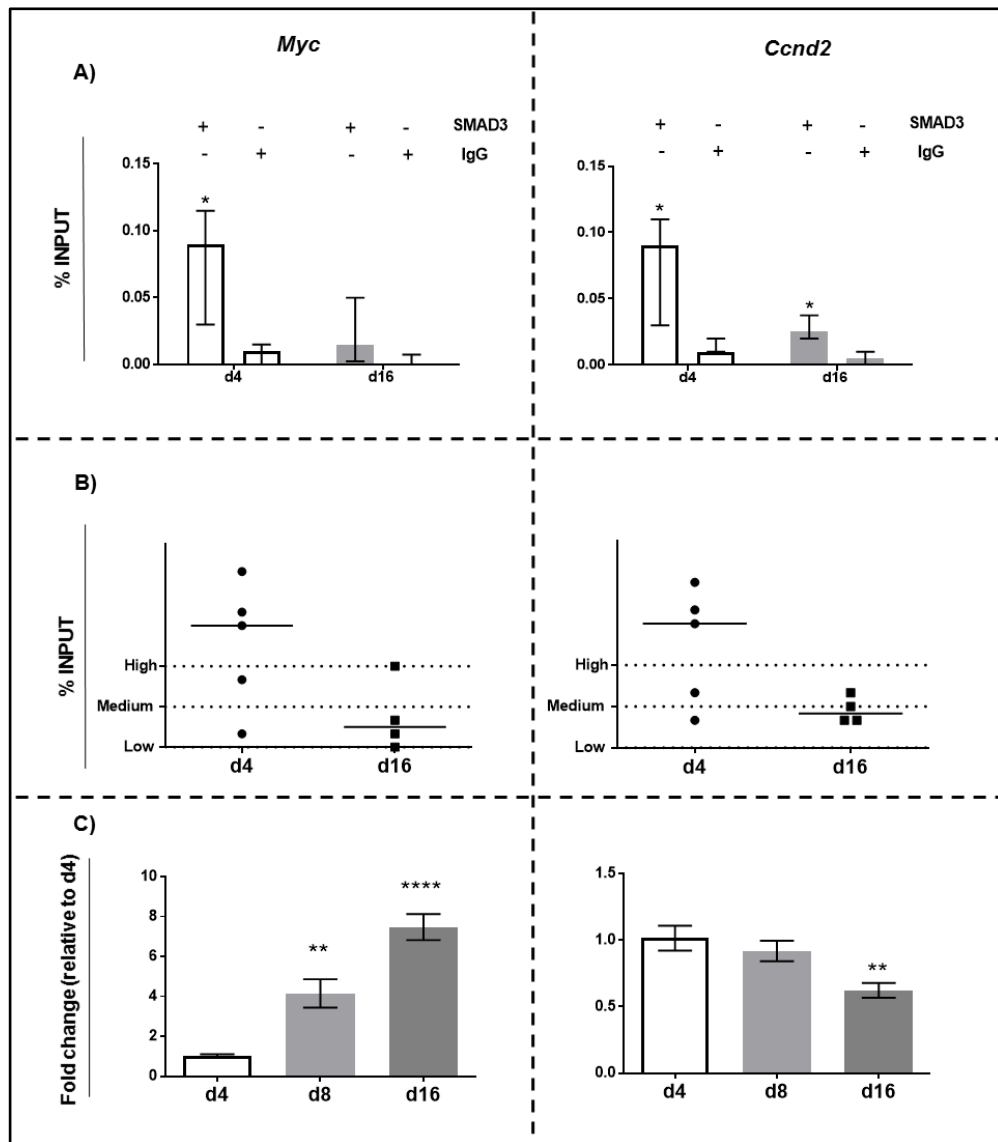 Myc
Ccnd2
A)
+ - + - SMAD3
- + - + IgG
+ - + - SMAD3
- + - + IgG
% INPUT
0.15
0.10
0.05
0.00
*
d4
d16
0.15
0.10
0.05
0.00
*
*
d4
d16
B)
% INPUT
High
Medium
Low
d4
d16
High
Medium
Low
d4
d16
C)
Fold change (relative to d4)
10
8
6
4
2
0
**
****
d4
d8
d16
1.5
1.0
0.5
0.0
**
d4
d8
d16